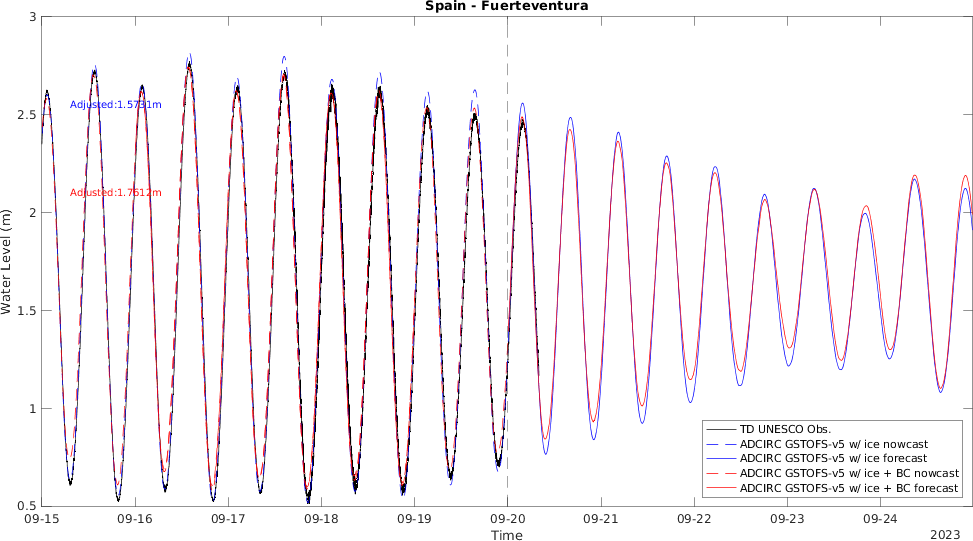 Spain - Fuerteventura
3
2.5
2
1.5
1
0.5
Water Level (m)
Adjusted:1.5731m
Adjusted:1.7612m
TD UNESCO Obs.
ADCIRC GSTOFS-v5 w/ ice nowcast
ADCIRC GSTOFS-v5 w/ ice forecast
ADCIRC GSTOFS-v5 w/ ice + BC nowcast
ADCIRC GSTOFS-v5 w/ ice + BC forecast
09-15 09-16 09-17 09-18 09-19 09-20 09-21 09-22 09-23 09-24
Time
2023